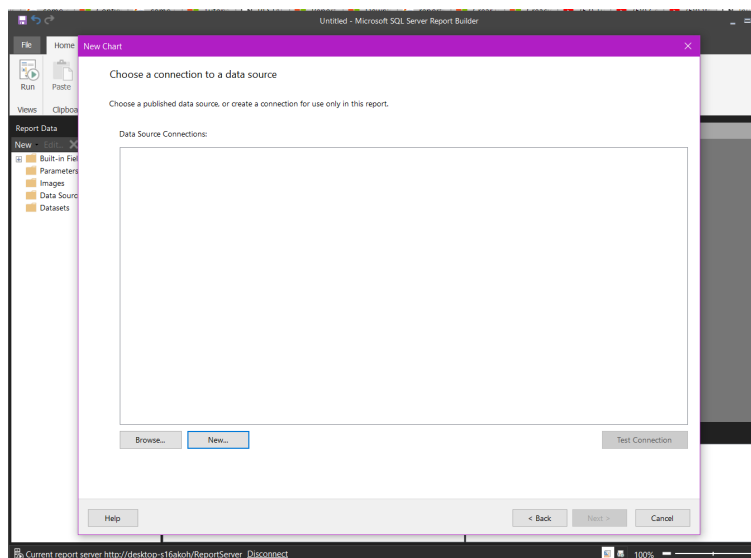 Untitled - Microsoft SQL Server Report Builder
File Home
New Chart
Choose a connection to a data source
Run Paste
Choose a published data source, or create a connection for use only in this report.
Views Clipboa
Report Data
Data Source Connections:
New Edit...
Built-in Fiel
Parameters
Images
Data Sourc
Datasets
Browse... New... Test Connection
Help < Back Next > Cancel
Current report server http://desktop-s16akoh/ReportServer Disconnect 100%